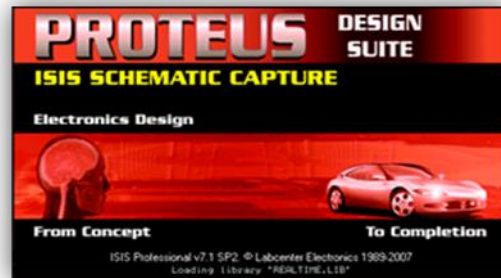 PROTEUS DESIGN
SUITE
ISIS SCHEMATIC CAPTURE
Electronics Design
From Concept To Completion
ISIS Professional v7.1 SP2 © Labcenter Electronics 1989-2007
Loading library "REALTIME.LIB"